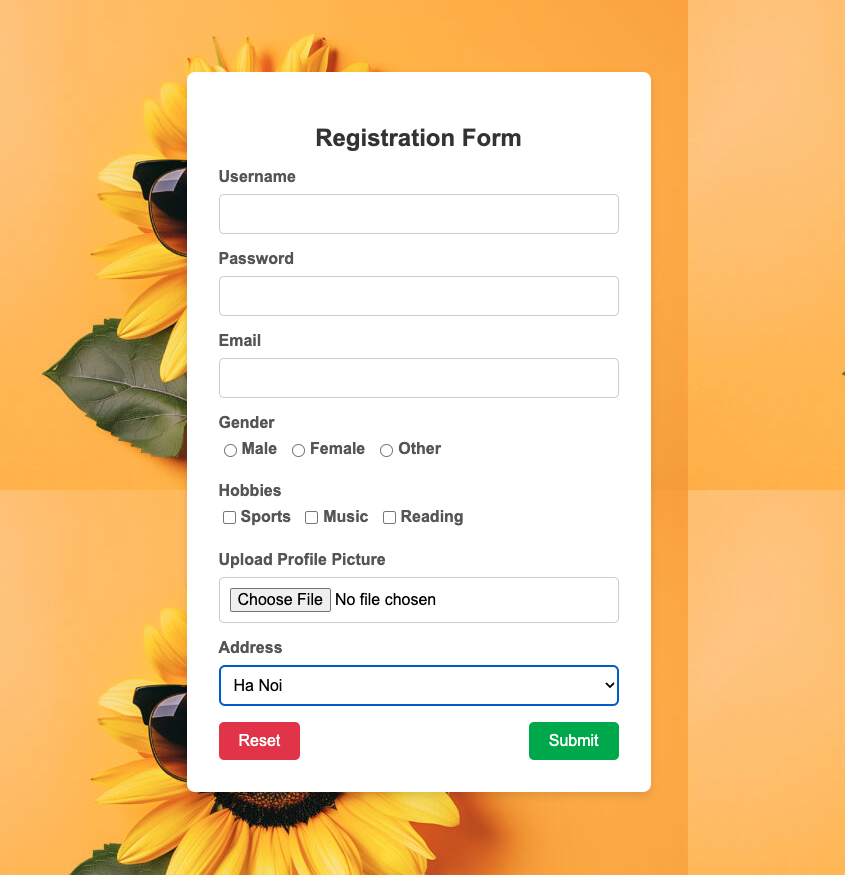 Registration Form
Username
Password
Email
Gender
Male Female Other
Hobbies
Sports Music Reading
Upload Profile Picture
Choose File No file chosen
Address
Ha Noi
Reset Submit